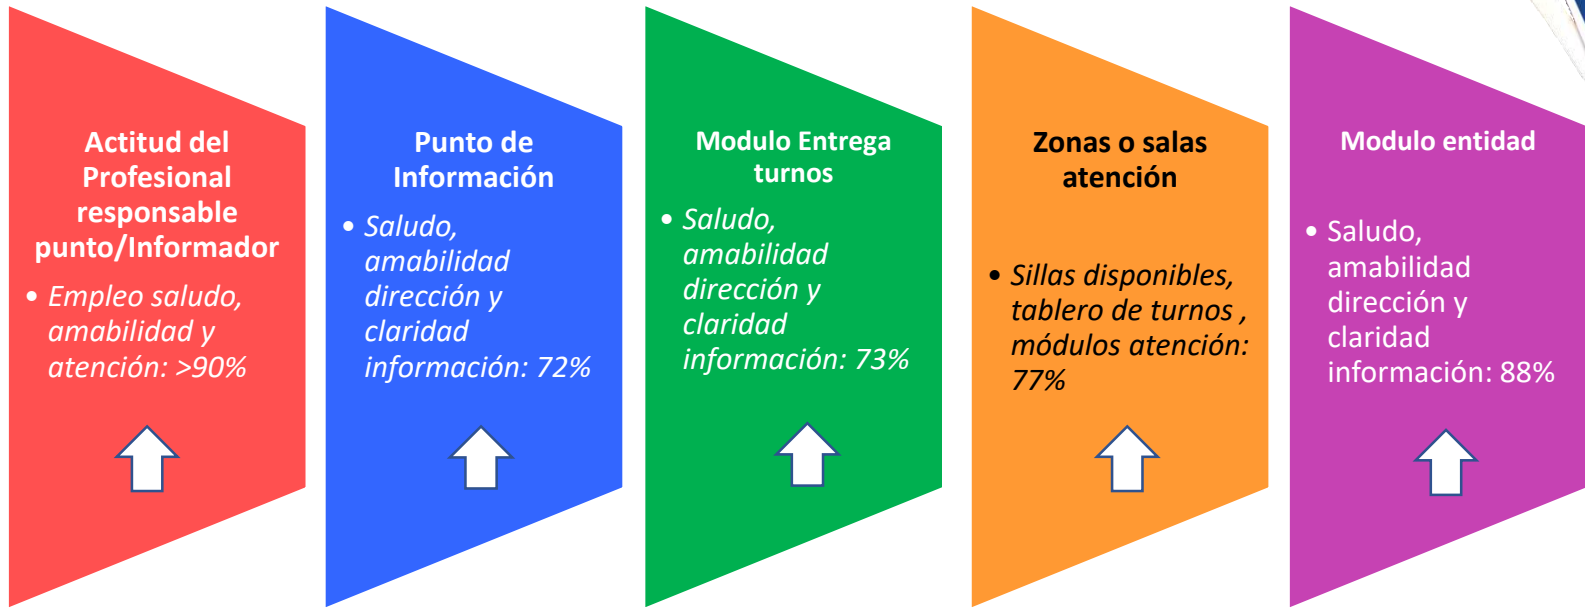 Actitud del
Profesional
responsable
punto/Informador
• Empleo saludo,
amabilidad y
atención: >90%
Punto de
Información
• Saludo,
amabilidad
dirección y
claridad
información: 72%
Modulo Entrega
turnos
• Saludo,
amabilidad
dirección y
claridad
información: 73%
Zonas o salas
atención
• Sillas disponibles,
tablero de turnos ,
módulos atención:
77%
Modulo entidad
• Saludo,
amabilidad
dirección y
claridad
información: 88%